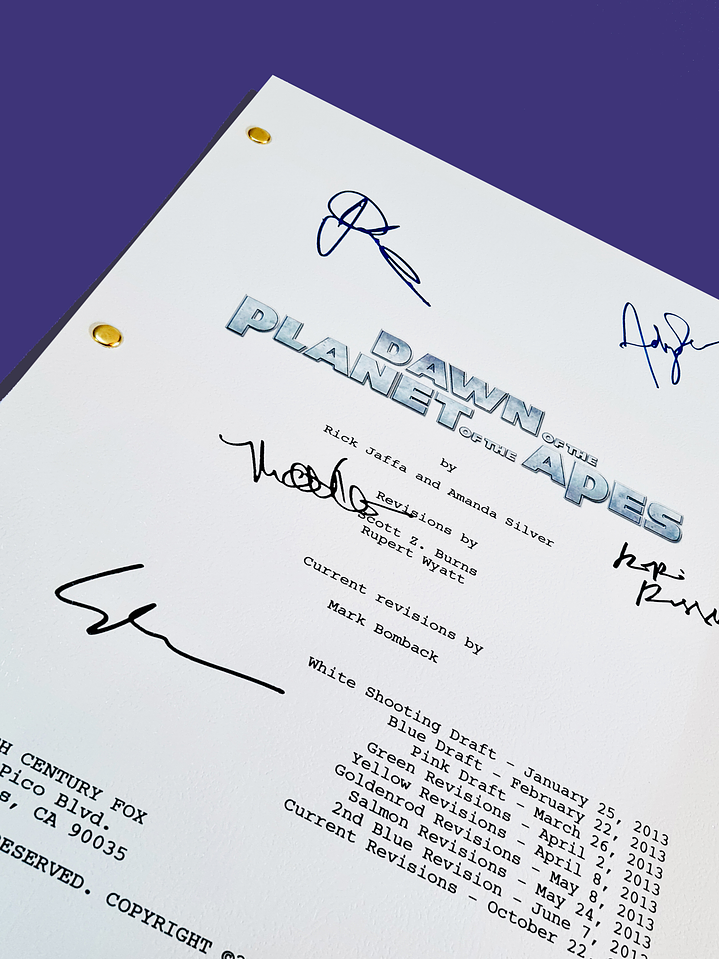 DAWN OF THE
PLANET OF THE APES
by
Rick Jaffa and Amanda Silver
Revisions by
Scott Z. Burns
Rupert Wyatt
Current revisions by
Mark Bomback
White Shooting Draft - January 25, 2013
Blue Draft - February 22, 2013
Pink Draft - March 26, 2013
Green Revisions - April 2, 2013
Yellow Revisions - April 8, 2013
Goldenrod Revisions - May 8, 2013
Salmon Revisions - May 24, 2013
2nd Blue Revision - June 7, 2013
Current Revisions - October 22,
H CENTURY FOX
Pico Blvd.
s, CA 90035
RESERVED. COPYRIGHT ©